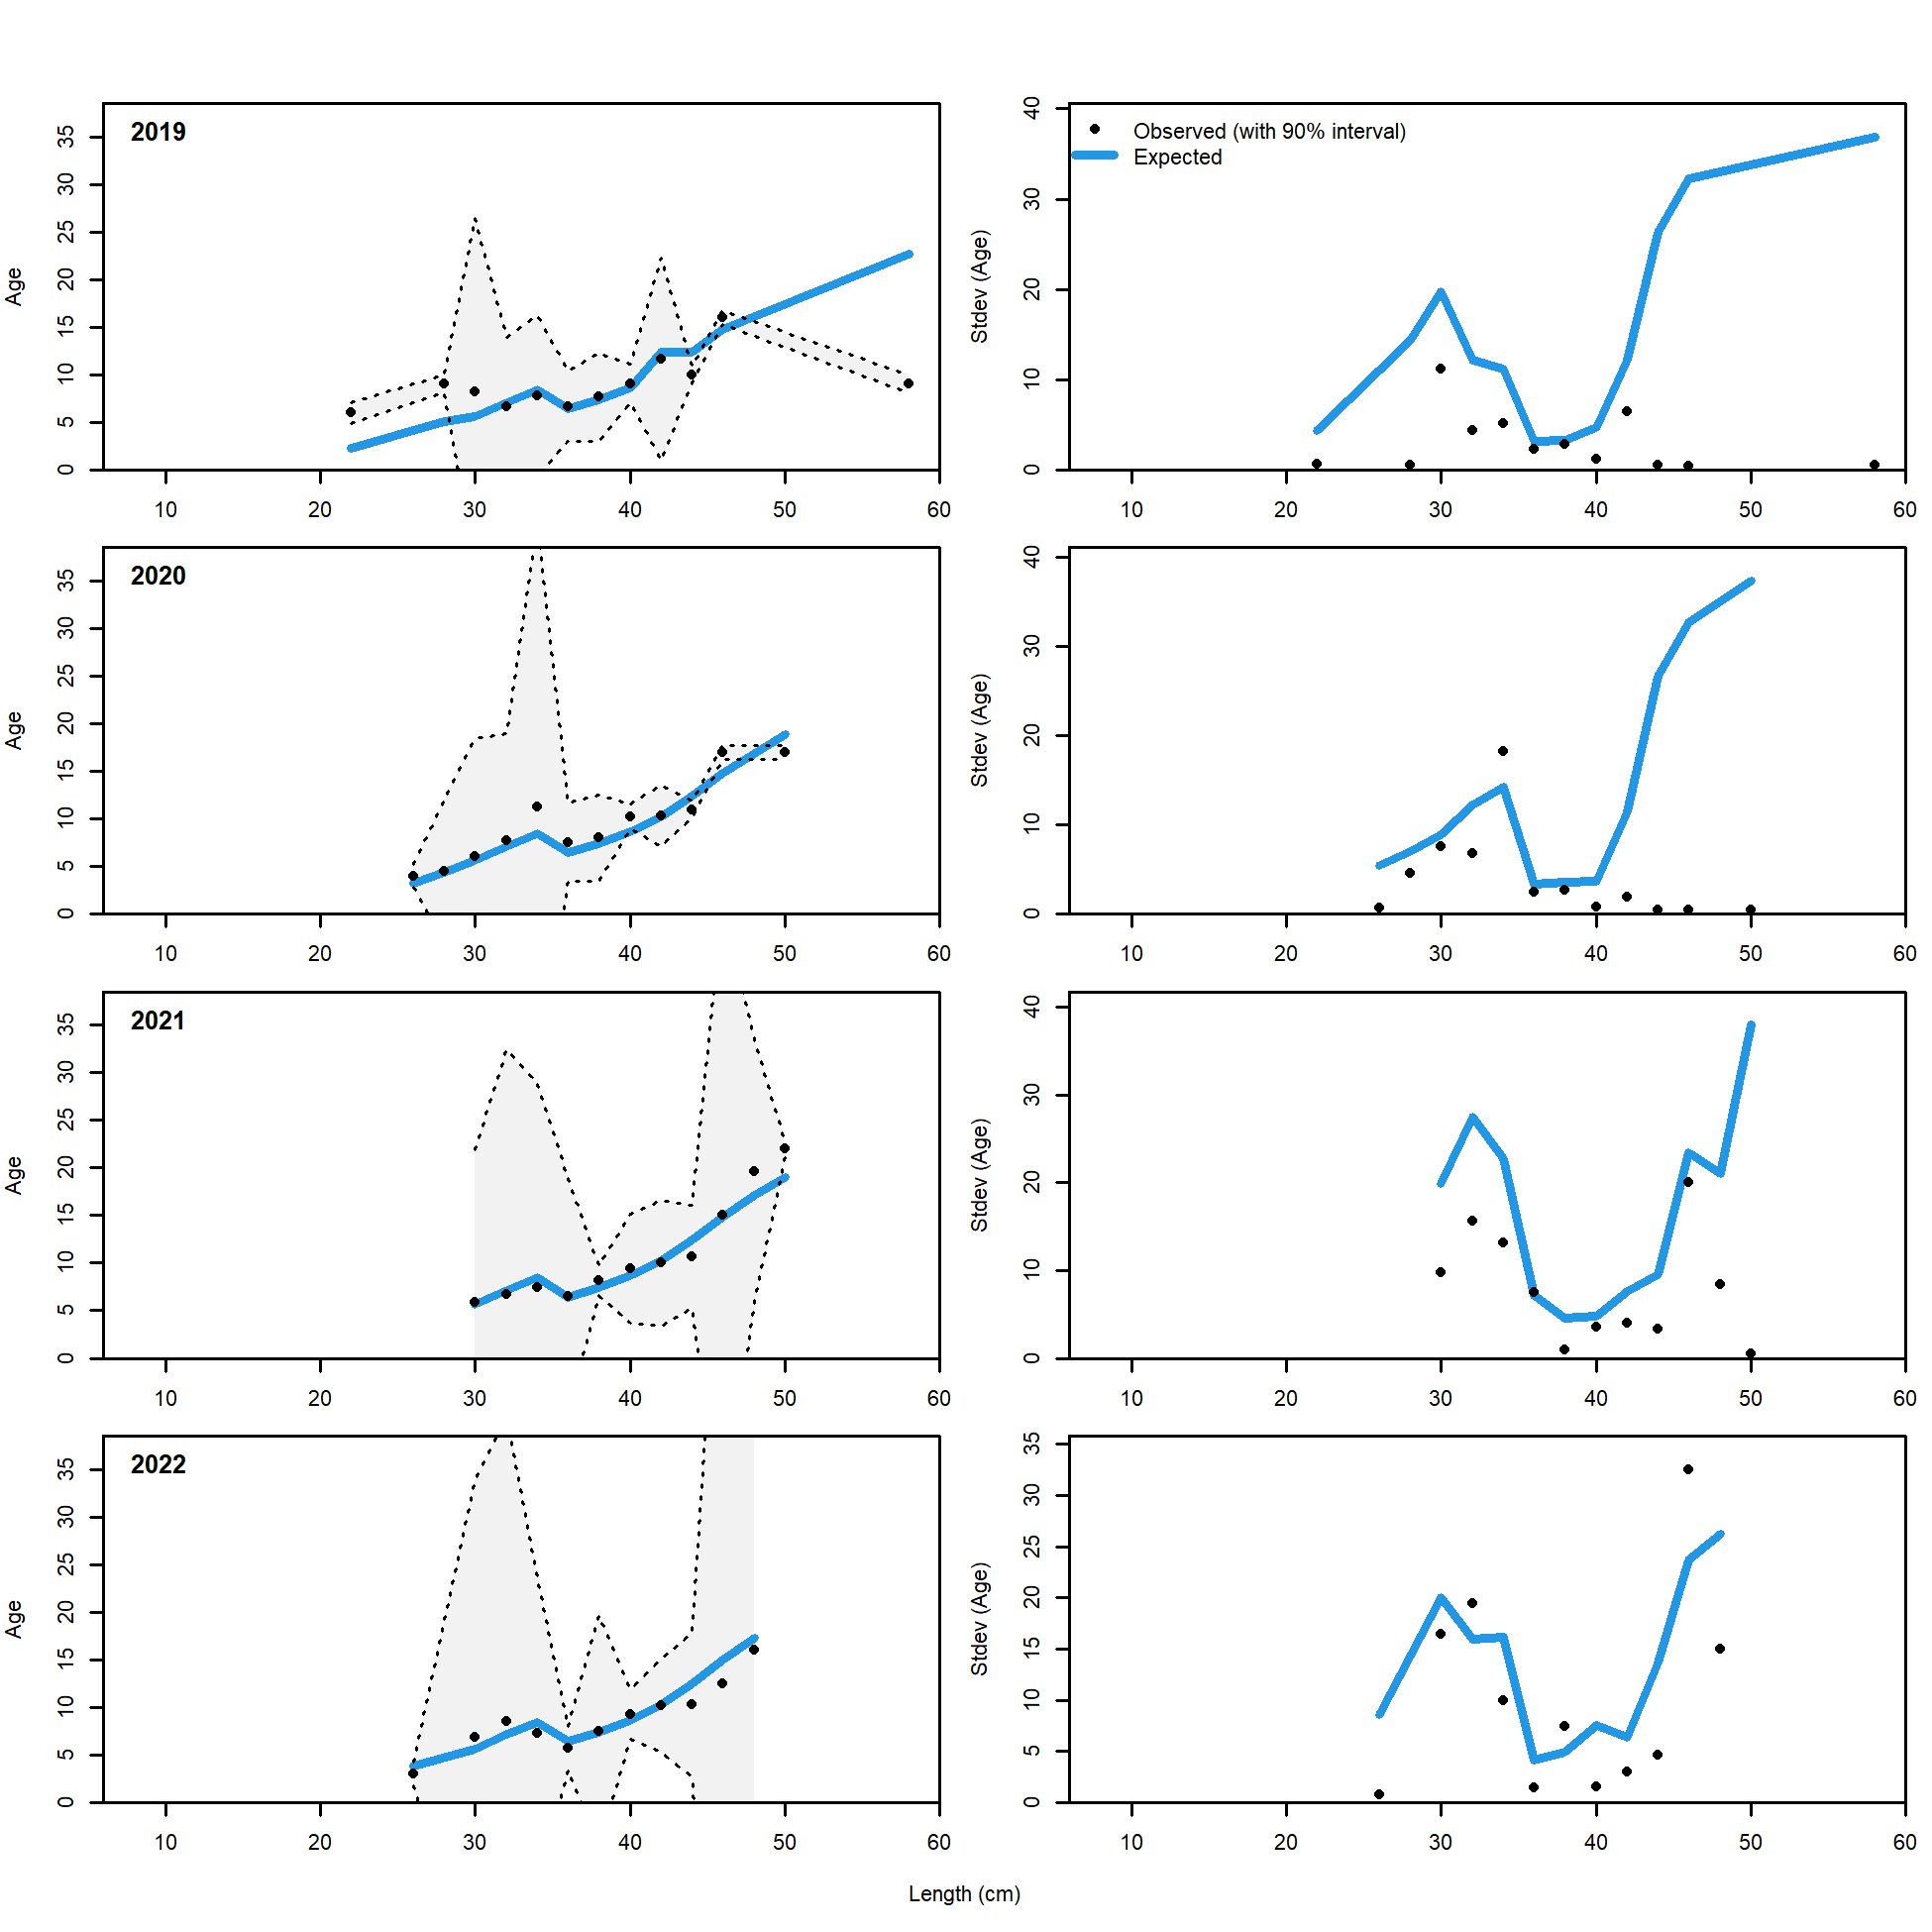 2019
Age
0 5 10 15 20 25 30 35
10 20 30 40 50 60
Observed (with 90% interval)
Expected
Stdev (Age)
0 10 20 30 40
10 20 30 40 50 60
2020
Age
0 5 10 15 20 25 30 35
10 20 30 40 50 60
Stdev (Age)
0 10 20 30 40
10 20 30 40 50 60
2021
Age
0 5 10 15 20 25 30 35
10 20 30 40 50 60
Stdev (Age)
0 10 20 30 40
10 20 30 40 50 60
2022
Age
0 5 10 15 20 25 30 35
10 20 30 40 50 60
Stdev (Age)
0 5 10 15 20 25 30 35
10 20 30 40 50 60
Length (cm)